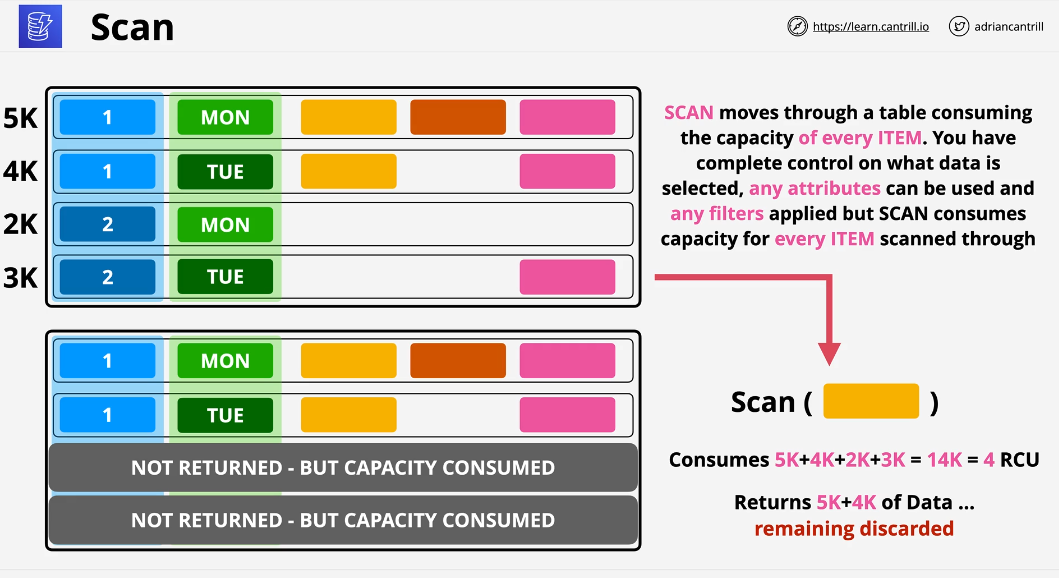 Scan
https://learn.cantrill.io
adriancantrill
5K 1 MON
4K 1 TUE
2K 2 MON
3K 2 TUE
SCAN moves through a table consuming
the capacity of every ITEM. You have
complete control on what data is
selected, any attributes can be used and
any filters applied but SCAN consumes
capacity for every ITEM scanned through
1 MON
1 TUE
NOT RETURNED - BUT CAPACITY CONSUMED
NOT RETURNED - BUT CAPACITY CONSUMED
Scan ( )
Consumes 5K+4K+2K+3K = 14K = 4 RCU
Returns 5K+4K of Data ...
remaining discarded